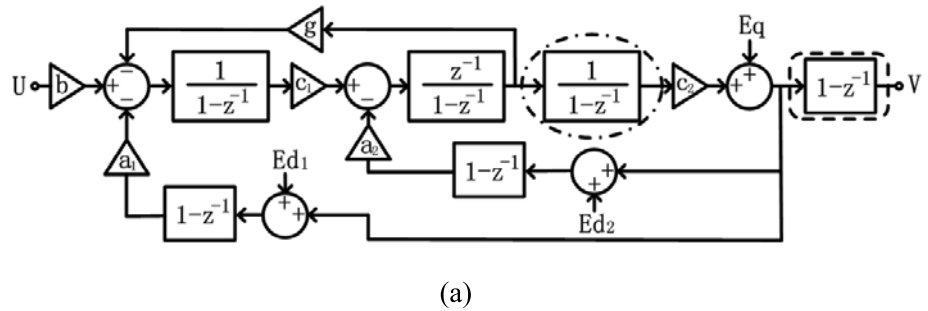 g
Eq
U
b
+
−
−
1
1−z⁻¹
c₁
+
−
z⁻¹
1−z⁻¹
1
1−z⁻¹
c₂
+
+
1−z⁻¹
V
a₁
a₂
1−z⁻¹
+
+
Ed₁
Ed₂
1−z⁻¹
+
+
(a)